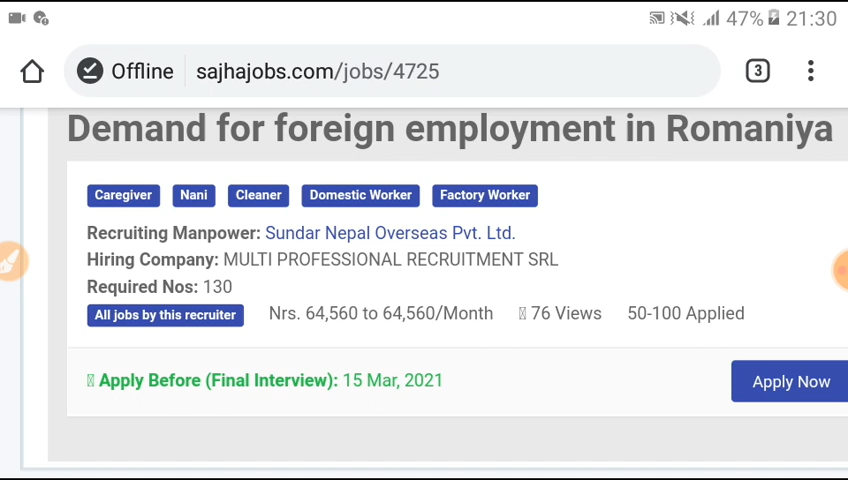 47% 21:30
Offline sajhajobs.com/jobs/4725 3
Demand for foreign employment in Romaniya
Caregiver Nani Cleaner Domestic Worker Factory Worker
Recruiting Manpower: Sundar Nepal Overseas Pvt. Ltd.
Hiring Company: MULTI PROFESSIONAL RECRUITMENT SRL
Required Nos: 130
All jobs by this recruiter Nrs. 64,560 to 64,560/Month 76 Views 50-100 Applied
Apply Before (Final Interview): 15 Mar, 2021
Apply Now